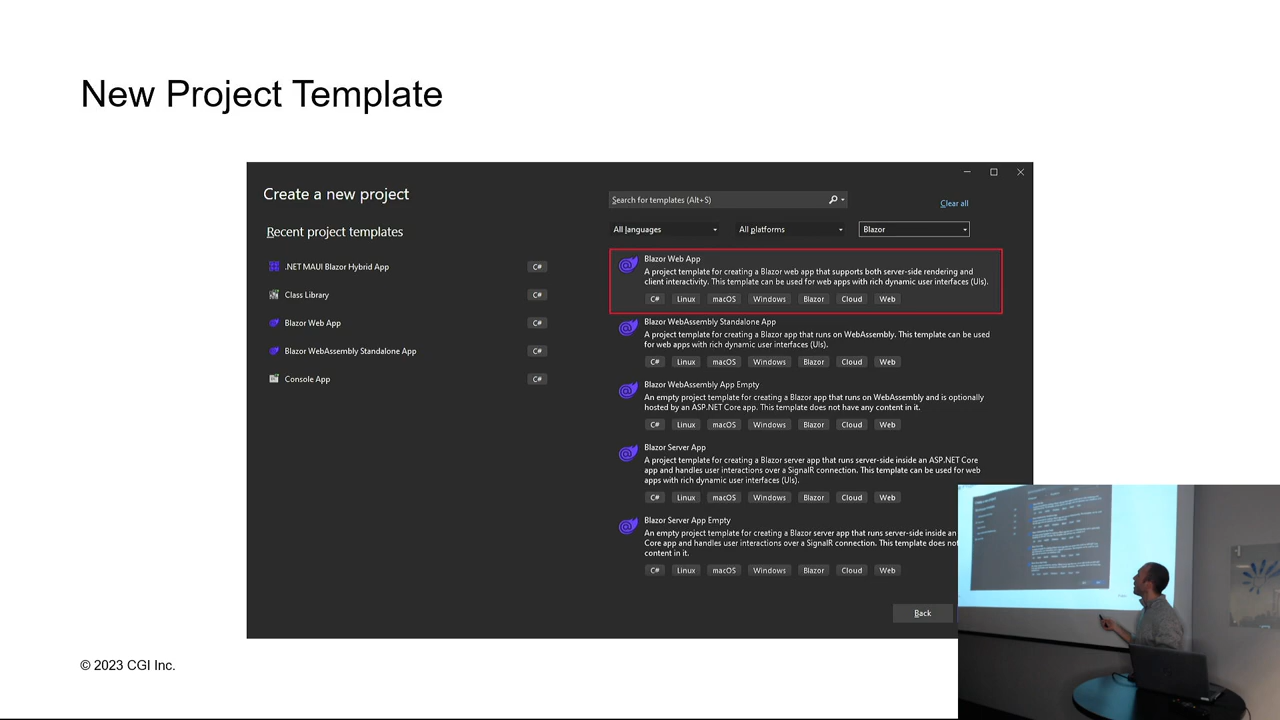 New Project Template
Create a new project
Search for templates (Alt+S)
Clear all
Recent project templates
All languages
All platforms
Blazor
.NET MAUI Blazor Hybrid App
C#
Class Library
C#
Blazor Web App
C#
Blazor WebAssembly Standalone App
C#
Console App
C#
Blazor Web App
A project template for creating a Blazor web app that supports both server-side rendering and
client interactivity. This template can be used for web apps with rich dynamic user interfaces (UIs).
C# Linux macOS Windows Blazor Cloud Web
Blazor WebAssembly Standalone App
A project template for creating a Blazor app that runs on WebAssembly. This template can be used
for web apps with rich dynamic user interfaces (UIs).
C# Linux macOS Windows Blazor Cloud Web
Blazor WebAssembly App Empty
An empty project template for creating a Blazor app that runs on WebAssembly and is optionally
hosted by an ASP.NET Core app. This template does not have any content in it.
C# Linux macOS Windows Blazor Cloud Web
Blazor Server App
A project template for creating a Blazor server app that runs server-side inside an ASP.NET Core
app and handles user interactions over a SignalR connection. This template can be used for web
apps with rich dynamic user interfaces (UIs).
C# Linux macOS Windows Blazor Cloud Web
Blazor Server App Empty
An empty project template for creating a Blazor server app that runs server-side inside an
Core app and handles user interactions over a SignalR connection. This template does not
content in it.
C# Linux macOS Windows Blazor Cloud Web
Back
© 2023 CGI Inc.